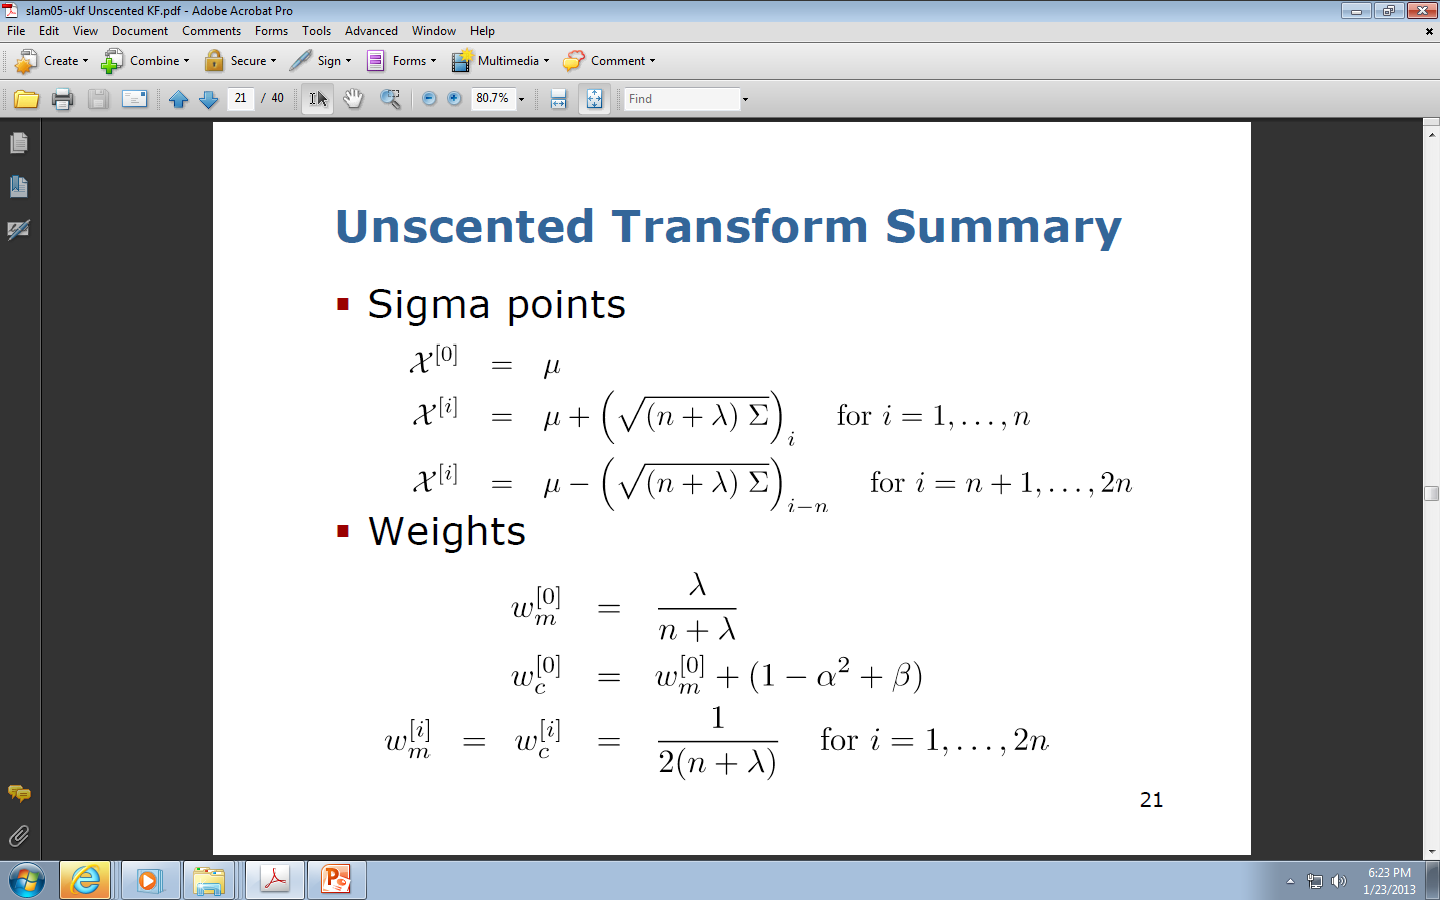 slam05-ukf Unscented KF.pdf - Adobe Acrobat Pro
File Edit View Document Comments Forms Tools Advanced Window Help
Create Combine Secure Sign Forms Multimedia Comment
21 / 40 80.7% Find
Unscented Transform Summary
Sigma points
𝒳^[0] = μ
𝒳^[i] = μ + (√((n + λ) Σ))_i for i = 1, . . . , n
𝒳^[i] = μ − (√((n + λ) Σ))_{i−n} for i = n + 1, . . . , 2n
Weights
w_m^[0] = λ / (n + λ)
w_c^[0] = w_m^[0] + (1 − α² + β)
w_m^[i] = w_c^[i] = 1 / (2(n + λ)) for i = 1, . . . , 2n
21
6:23 PM
1/23/2013